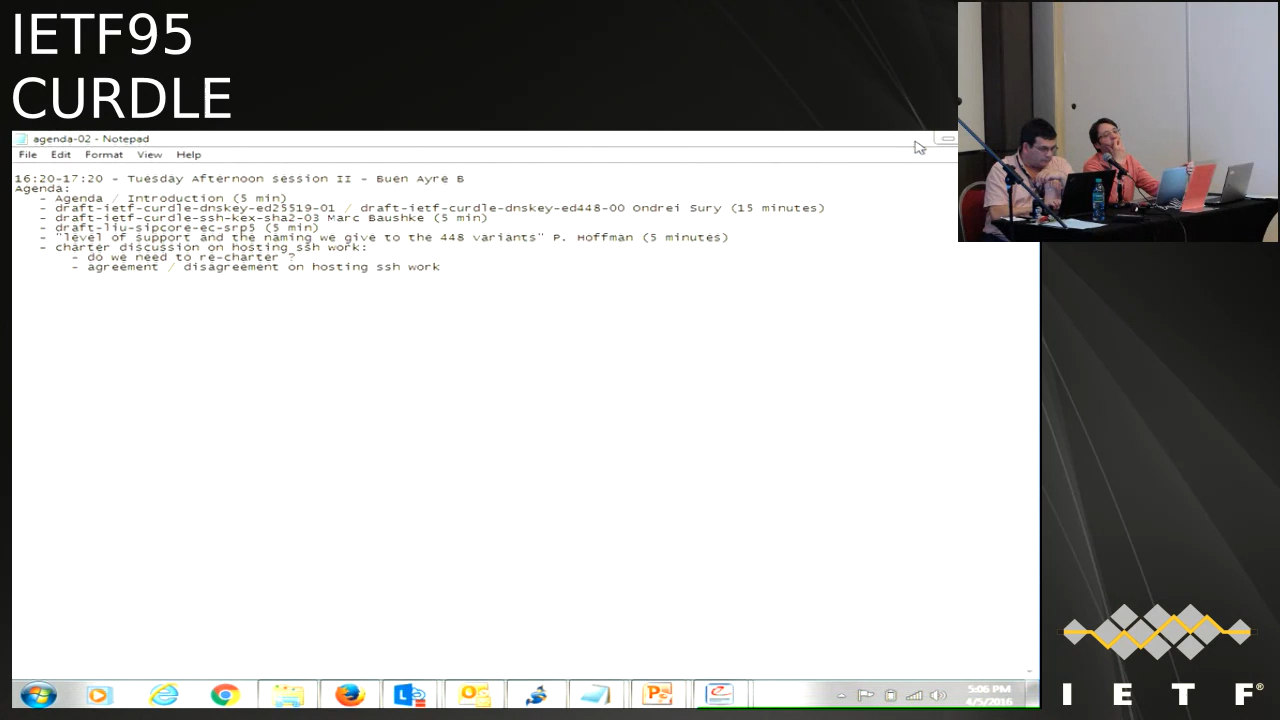 IETF95
CURDLE
agenda-02 - Notepad
File Edit Format View Help
16:20-17:20 - Tuesday Afternoon session II - Buen Ayre B
Agenda:
- Agenda / Introduction (5 min)
- draft-ietf-curdle-dnskey-ed25519-01 / draft-ietf-curdle-dnskey-ed448-00 Ondrei Sury (15 minutes)
- draft-ietf-curdle-ssh-kex-sha2-03 Marc Baushke (5 min)
- draft-liu-sipcore-ec-srp5 (5 min)
- "level of support and the naming we give to the 448 variants" P. Hoffman (5 minutes)
- charter discussion on hosting ssh work:
- do we need to re-charter ?
- agreement / disagreement on hosting ssh work
5:06 PM
4/5/2016
I E T F®